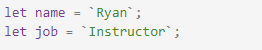 let name = `Ryan`;
let job = `Instructor`;